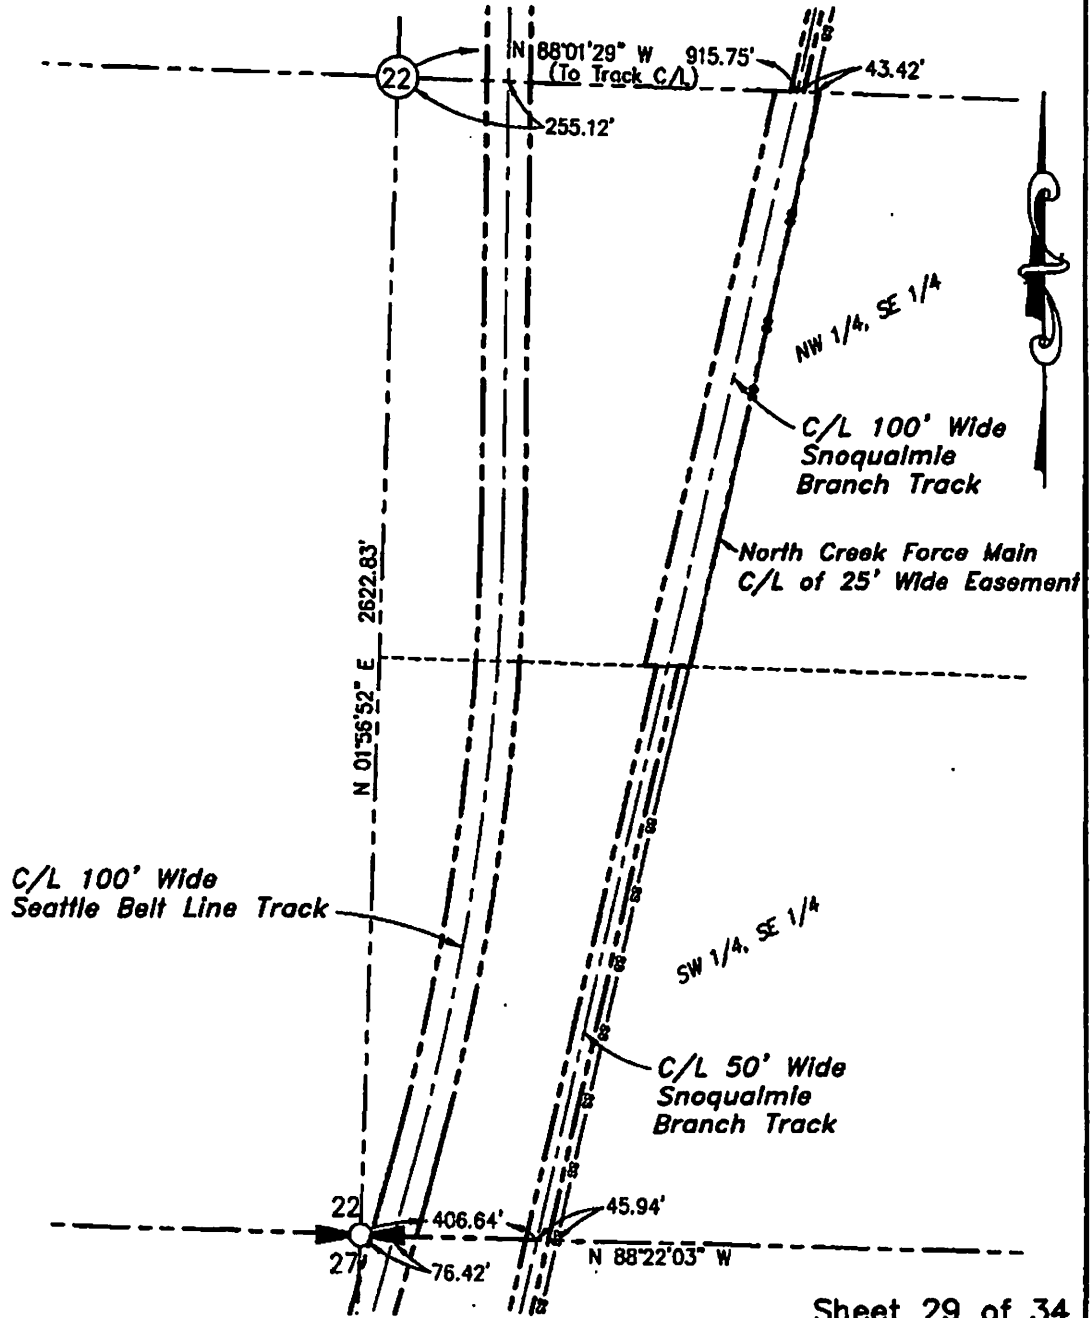 N 88°01'29" W 915.75'
(To Track C/L)
43.42'
22
255.12'
NW 1/4, SE 1/4
C/L 100' Wide
Snoqualmie
Branch Track
North Creek Force Main
C/L of 25' Wide Easement
N 01°56'52" E 2622.83'
C/L 100' Wide
Seattle Belt Line Track
SW 1/4, SE 1/4
C/L 50' Wide
Snoqualmie
Branch Track
22
406.64'
45.94'
N 88°22'03" W
27
76.42'
Sheet 29 of 34